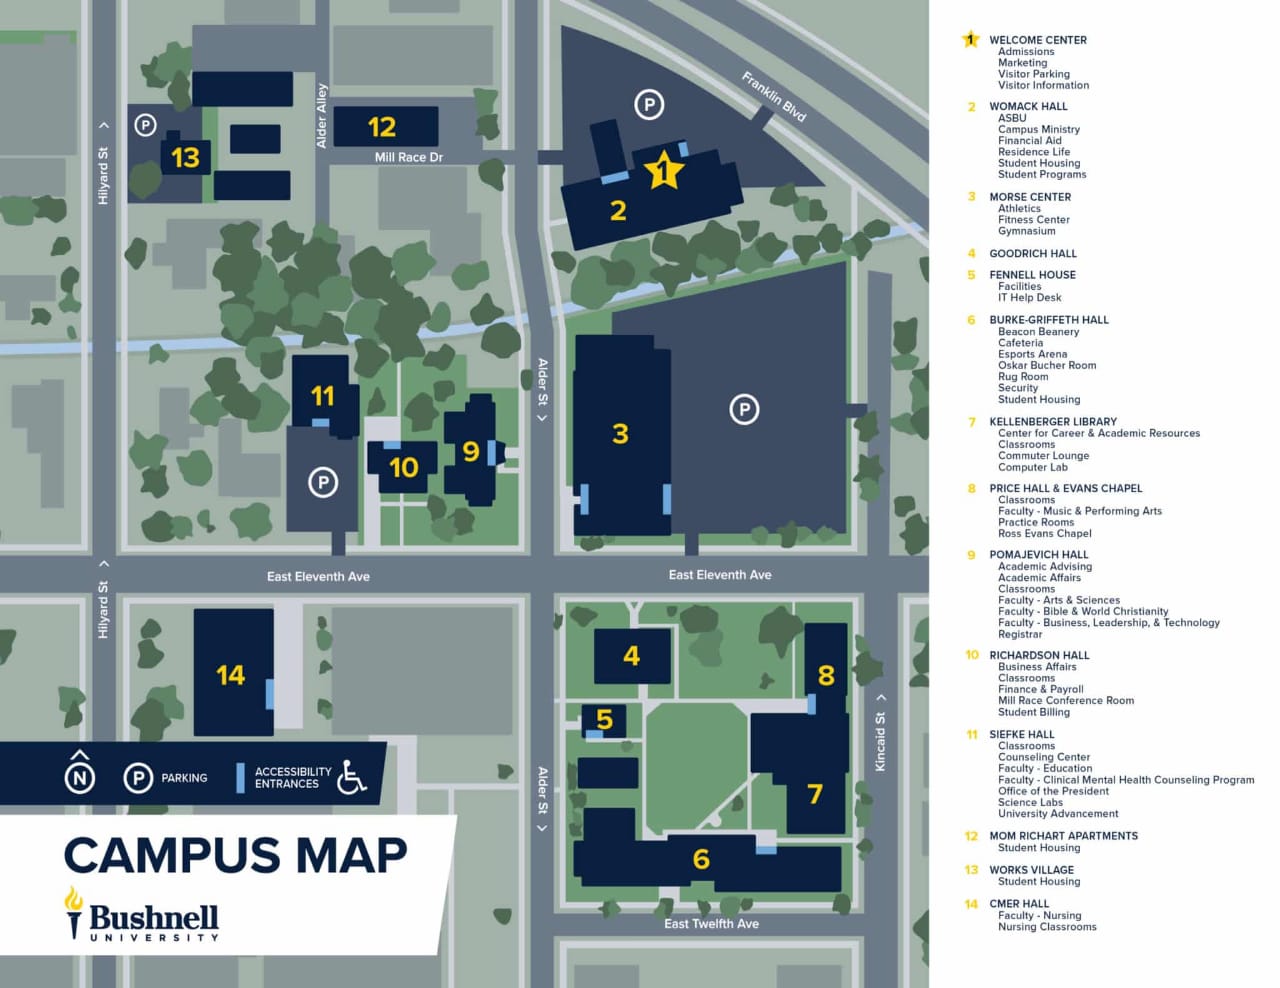 Hilyard St
Alder Alley
12
Mill Race Dr
P
13
P
Franklin Blvd
1
2
Alder St
11
10
9
P
3
P
East Eleventh Ave
East Eleventh Ave
Hilyard St
14
4
5
8
7
6
Kincaid St
Alder St
East Twelfth Ave
N
P PARKING
ACCESSIBILITY
ENTRANCES
CAMPUS MAP
Bushnell
UNIVERSITY
1 WELCOME CENTER
Admissions
Marketing
Visitor Parking
Visitor Information
2 WOMACK HALL
ASBU
Campus Ministry
Financial Aid
Residence Life
Student Housing
Student Programs
3 MORSE CENTER
Athletics
Fitness Center
Gymnasium
4 GOODRICH HALL
5 FENNELL HOUSE
Facilities
IT Help Desk
6 BURKE-GRIFFETH HALL
Beacon Beanery
Cafeteria
Esports Arena
Oskar Bucher Room
Rug Room
Security
Student Housing
7 KELLENBERGER LIBRARY
Center for Career & Academic Resources
Classrooms
Commuter Lounge
Computer Lab
8 PRICE HALL & EVANS CHAPEL
Classrooms
Faculty - Music & Performing Arts
Practice Rooms
Ross Evans Chapel
9 POMAJEVICH HALL
Academic Advising
Academic Affairs
Classrooms
Faculty - Arts & Sciences
Faculty - Bible & World Christianity
Faculty - Business, Leadership, & Technology
Registrar
10 RICHARDSON HALL
Business Affairs
Classrooms
Finance & Payroll
Mill Race Conference Room
Student Billing
11 SIEFKE HALL
Classrooms
Counseling Center
Faculty - Education
Faculty - Clinical Mental Health Counseling Program
Office of the President
Science Labs
University Advancement
12 MOM RICHART APARTMENTS
Student Housing
13 WORKS VILLAGE
Student Housing
14 CMER HALL
Faculty - Nursing
Nursing Classrooms